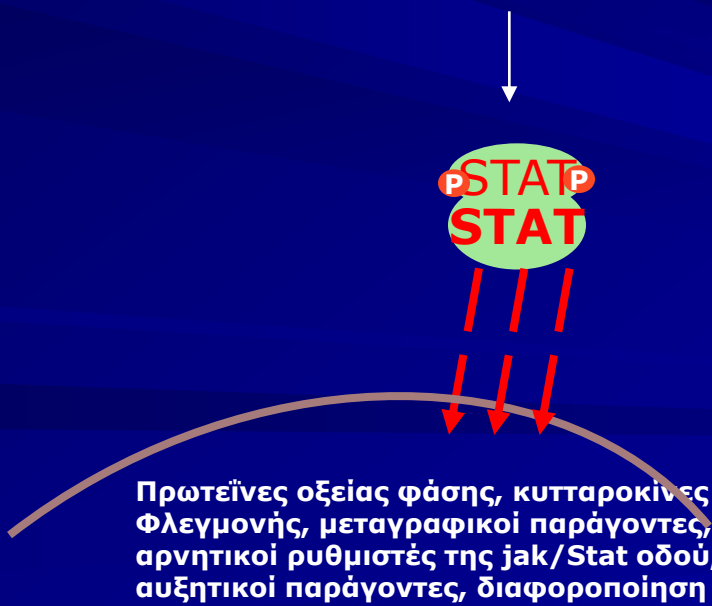 P STAT P
STAT
Πρωτεΐνες οξείας φάσης, κυτταροκίνες
Φλεγμονής, μεταγραφικοί παράγοντες,
αρνητικοί ρυθμιστές της jak/Stat οδού,
αυξητικοί παράγοντες, διαφοροποίηση